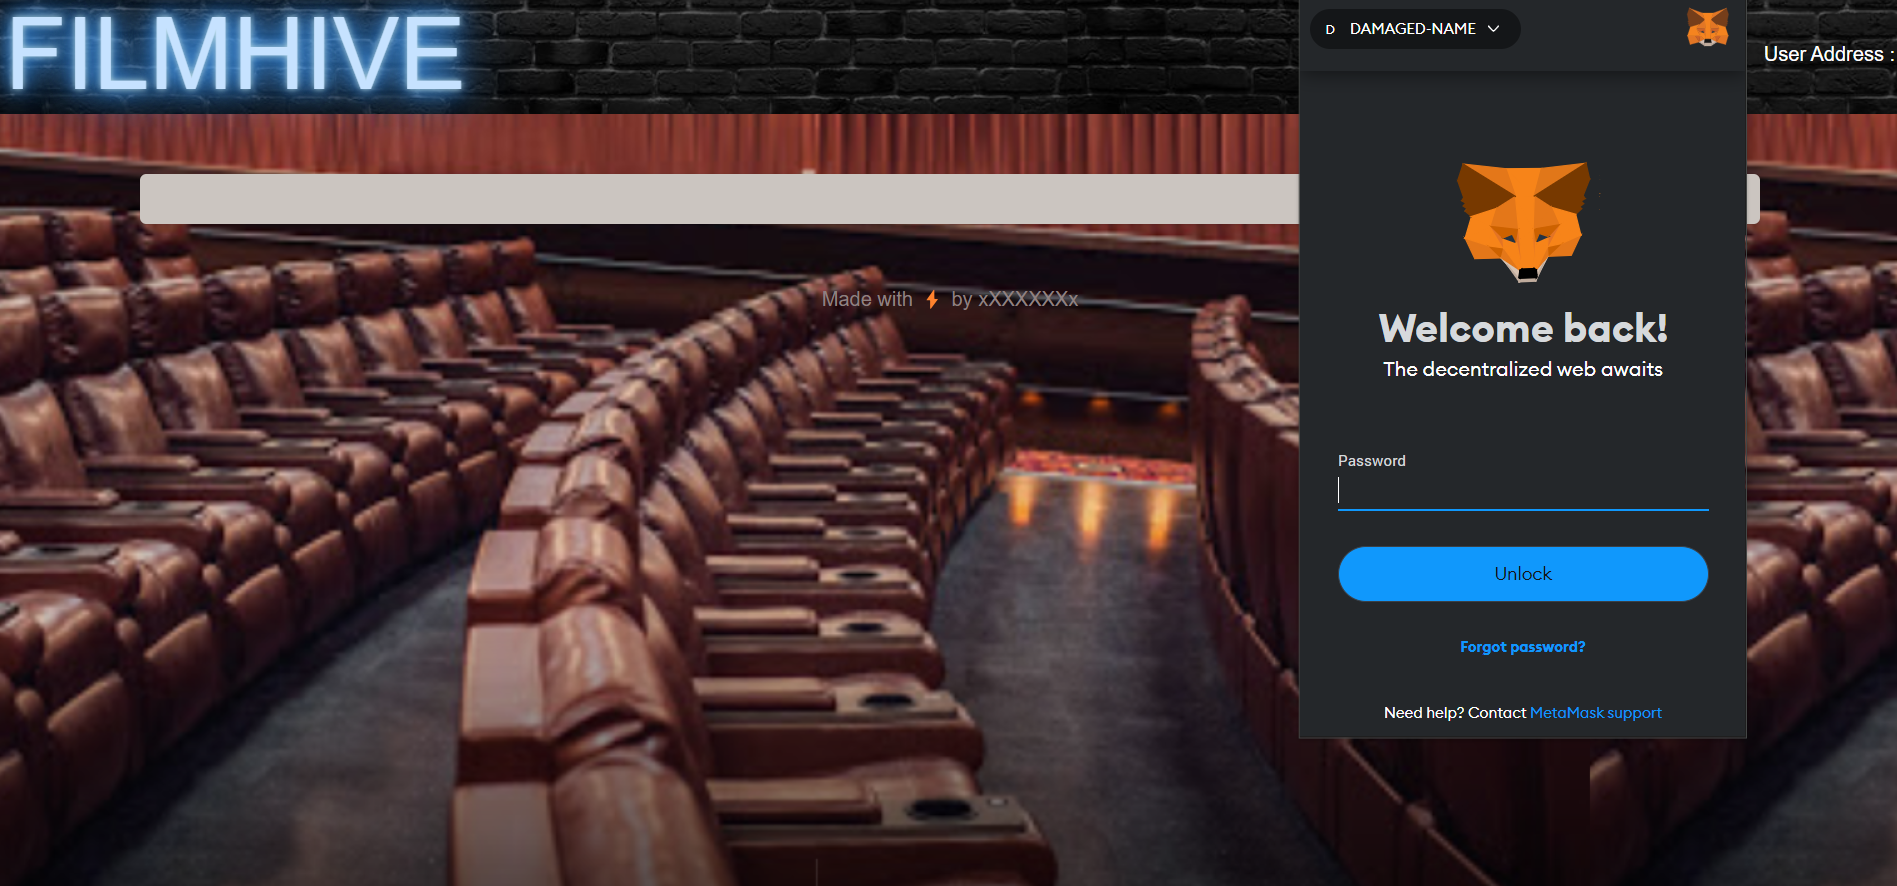 FILMHIVE
D DAMAGED-NAME
User Address :
Made with by xXXXXXXx
Welcome back!
The decentralized web awaits
Password
Unlock
Forgot password?
Need help? Contact MetaMask support